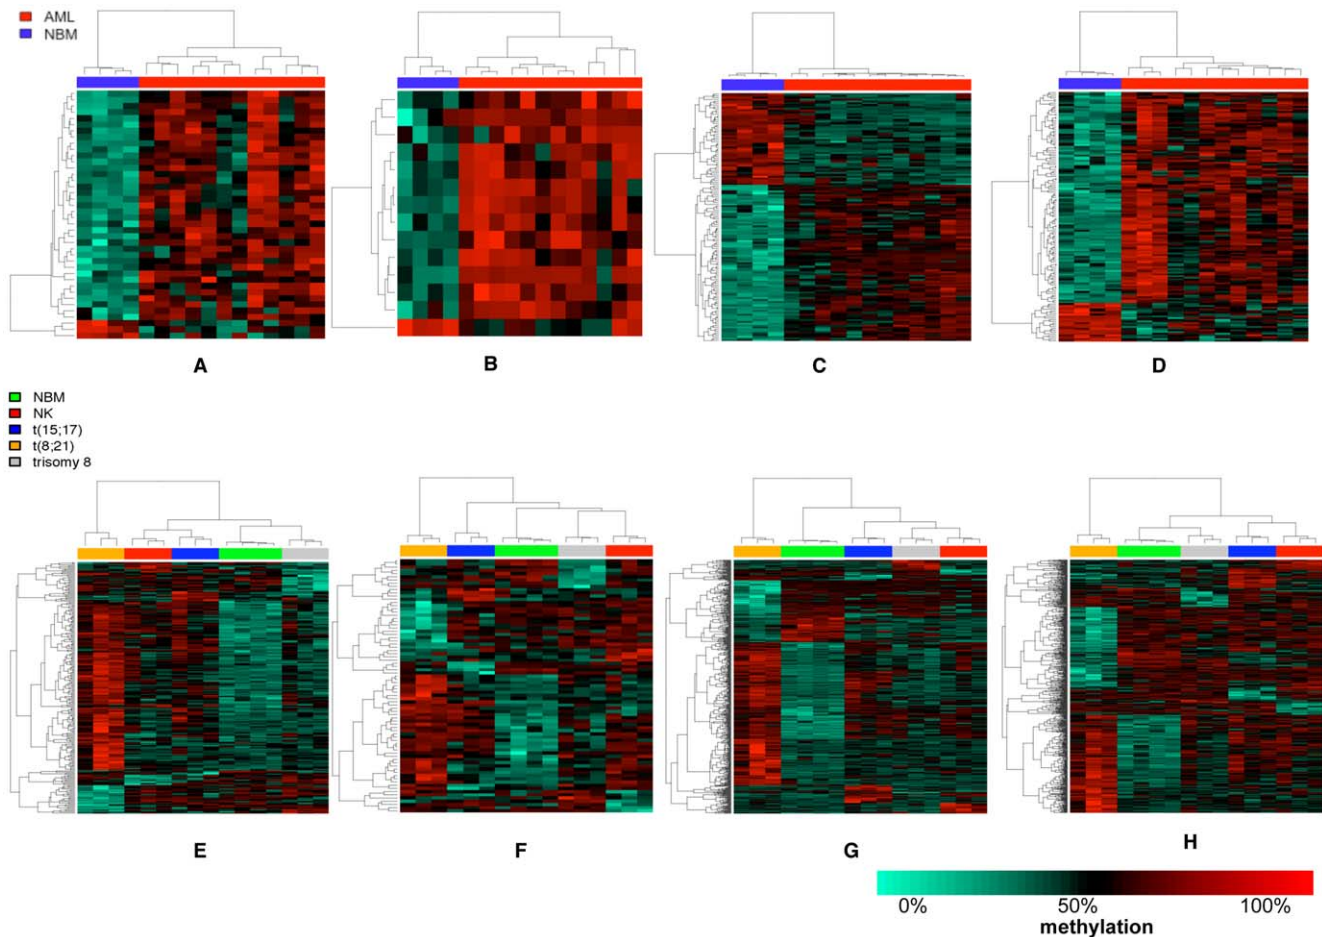 AML
NBM
A
B
C
D
NBM
NK
t(15;17)
t(8;21)
trisomy 8
E
F
G
H
0%
50%
100%
methylation